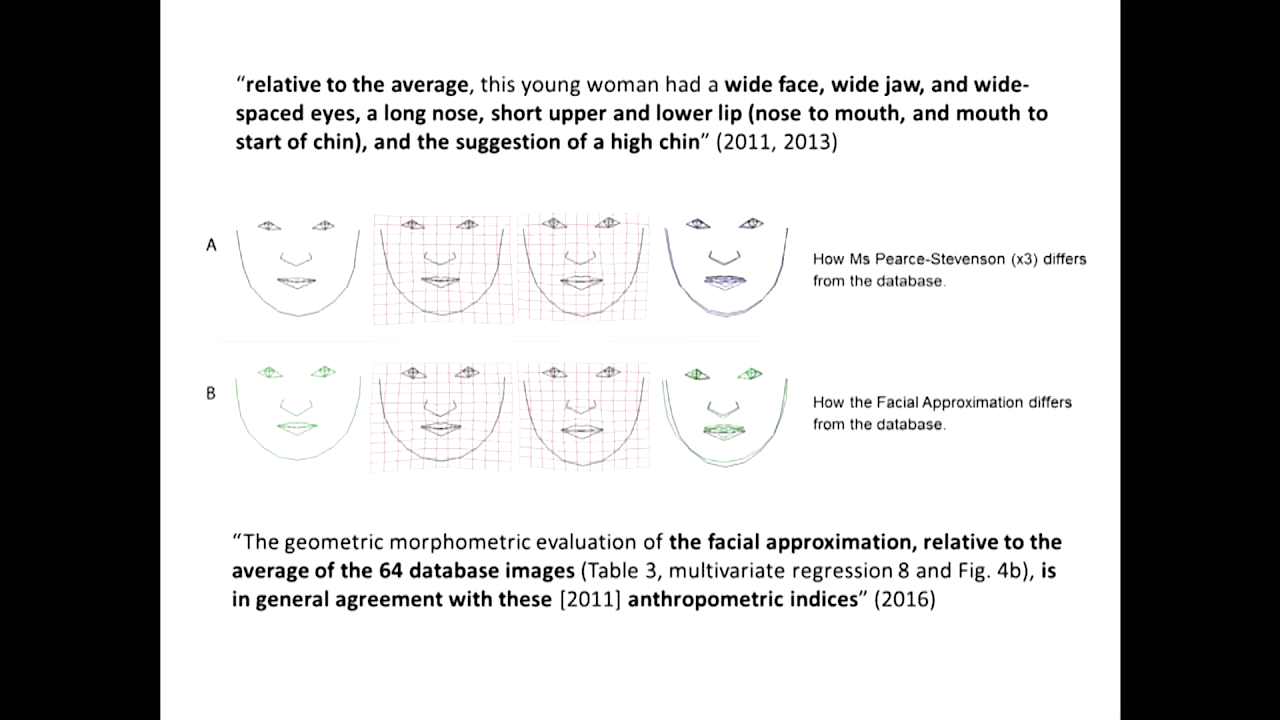 “relative to the average, this young woman had a wide face, wide jaw, and wide-
spaced eyes, a long nose, short upper and lower lip (nose to mouth, and mouth to
start of chin), and the suggestion of a high chin” (2011, 2013)
A
How Ms Pearce-Stevenson (x3) differs
from the database.
B
How the Facial Approximation differs
from the database.
“The geometric morphometric evaluation of the facial approximation, relative to the
average of the 64 database images (Table 3, multivariate regression 8 and Fig. 4b), is
in general agreement with these [2011] anthropometric indices” (2016)